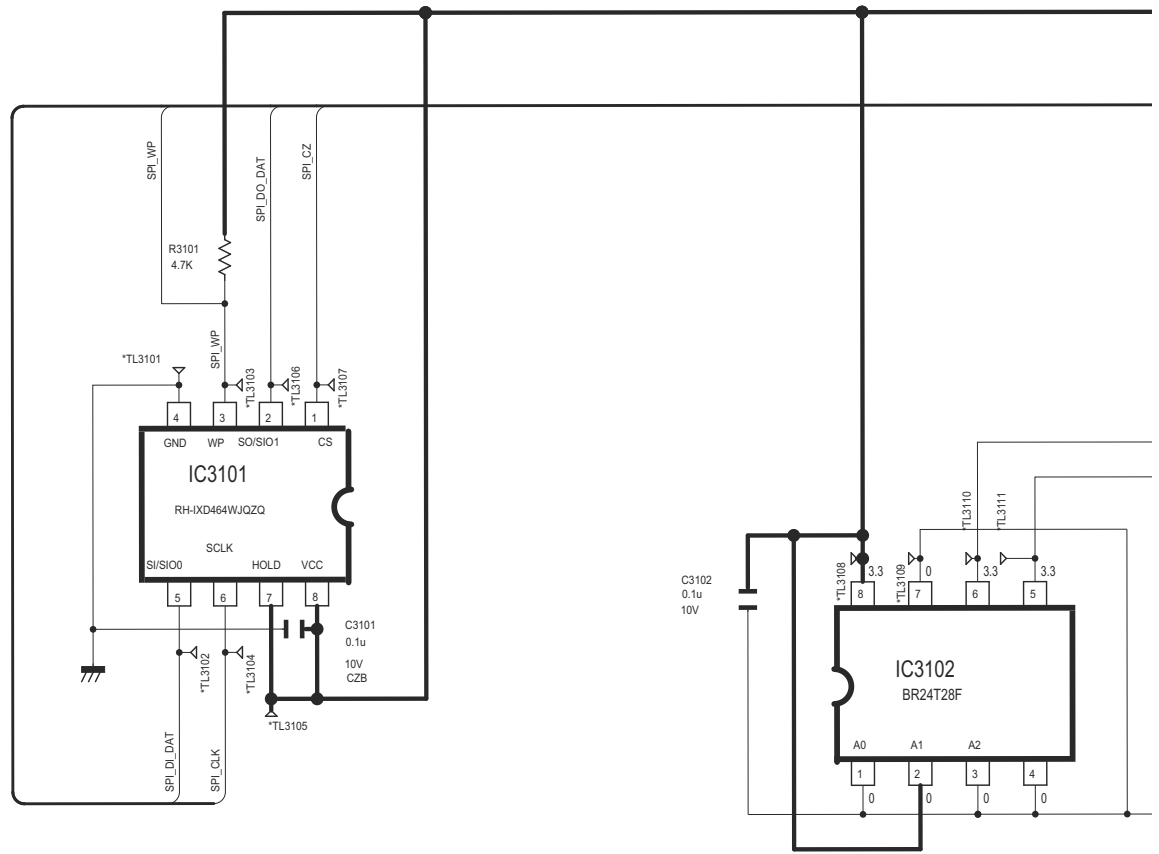 SPI_WP
SPI_DO_DAT
SPI_CZ
R3101
4.7K
SPI_WP
*TL3101
*TL3103
*TL3106
*TL3107
4
3
2
1
GND
WP
SO/SIO1
CS
IC3101
RH-IXD464WJQZQ
SCLK
SI/SIO0
HOLD
VCC
5
6
7
8
C3101
0.1u
10V
CZB
*TL3102
*TL3104
*TL3105
SPI_DI_DAT
SPI_CLK
*TL3110
*TL3111
*TL3108
*TL3109
3.3
0
3.3
3.3
C3102
0.1u
10V
8
7
6
5
IC3102
BR24T28F
A0
A1
A2
1
2
3
4
0
0
0
0